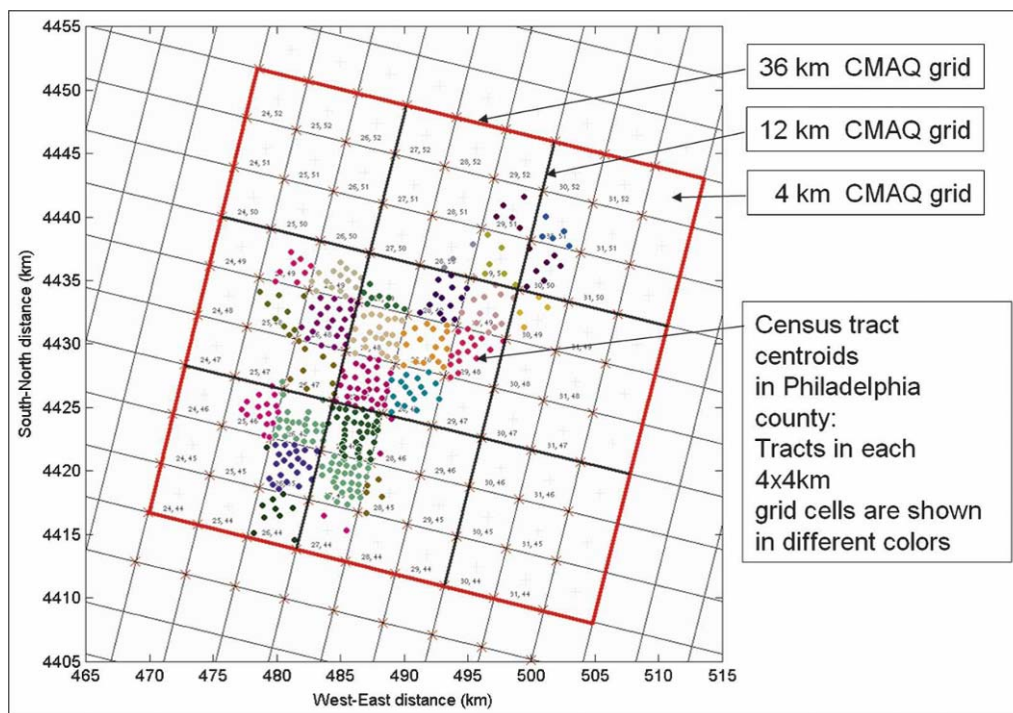 4455
4450
4445
4440
4435
4430
4425
4420
4415
4410
4405
South-North distance (km)
465 470 475 480 485 490 495 500 505 510 515
West-East distance (km)
24, 52 25, 52 26, 52 27, 52 28, 52 29, 52 30, 52 31, 52
24, 51 25, 51 26, 51 27, 51 28, 51 29, 51 31, 51
24, 50 25, 50 26, 50 27, 50 30, 50 31, 50
24, 49 30, 49 31, 49
24, 48 30, 48 31, 48
24, 47 25, 47 29, 47 30, 47 31, 47
24, 46 28, 46 29, 46 30, 46 31, 46
24, 45 25, 45 28, 45 29, 45 30, 45 31, 45
24, 44 25, 44 26, 44 27, 44 28, 44 29, 44 30, 44 31, 44
36 km CMAQ grid
12 km CMAQ grid
4 km CMAQ grid
Census tract
centroids
in Philadelphia
county:
Tracts in each
4x4km
grid cells are shown
in different colors